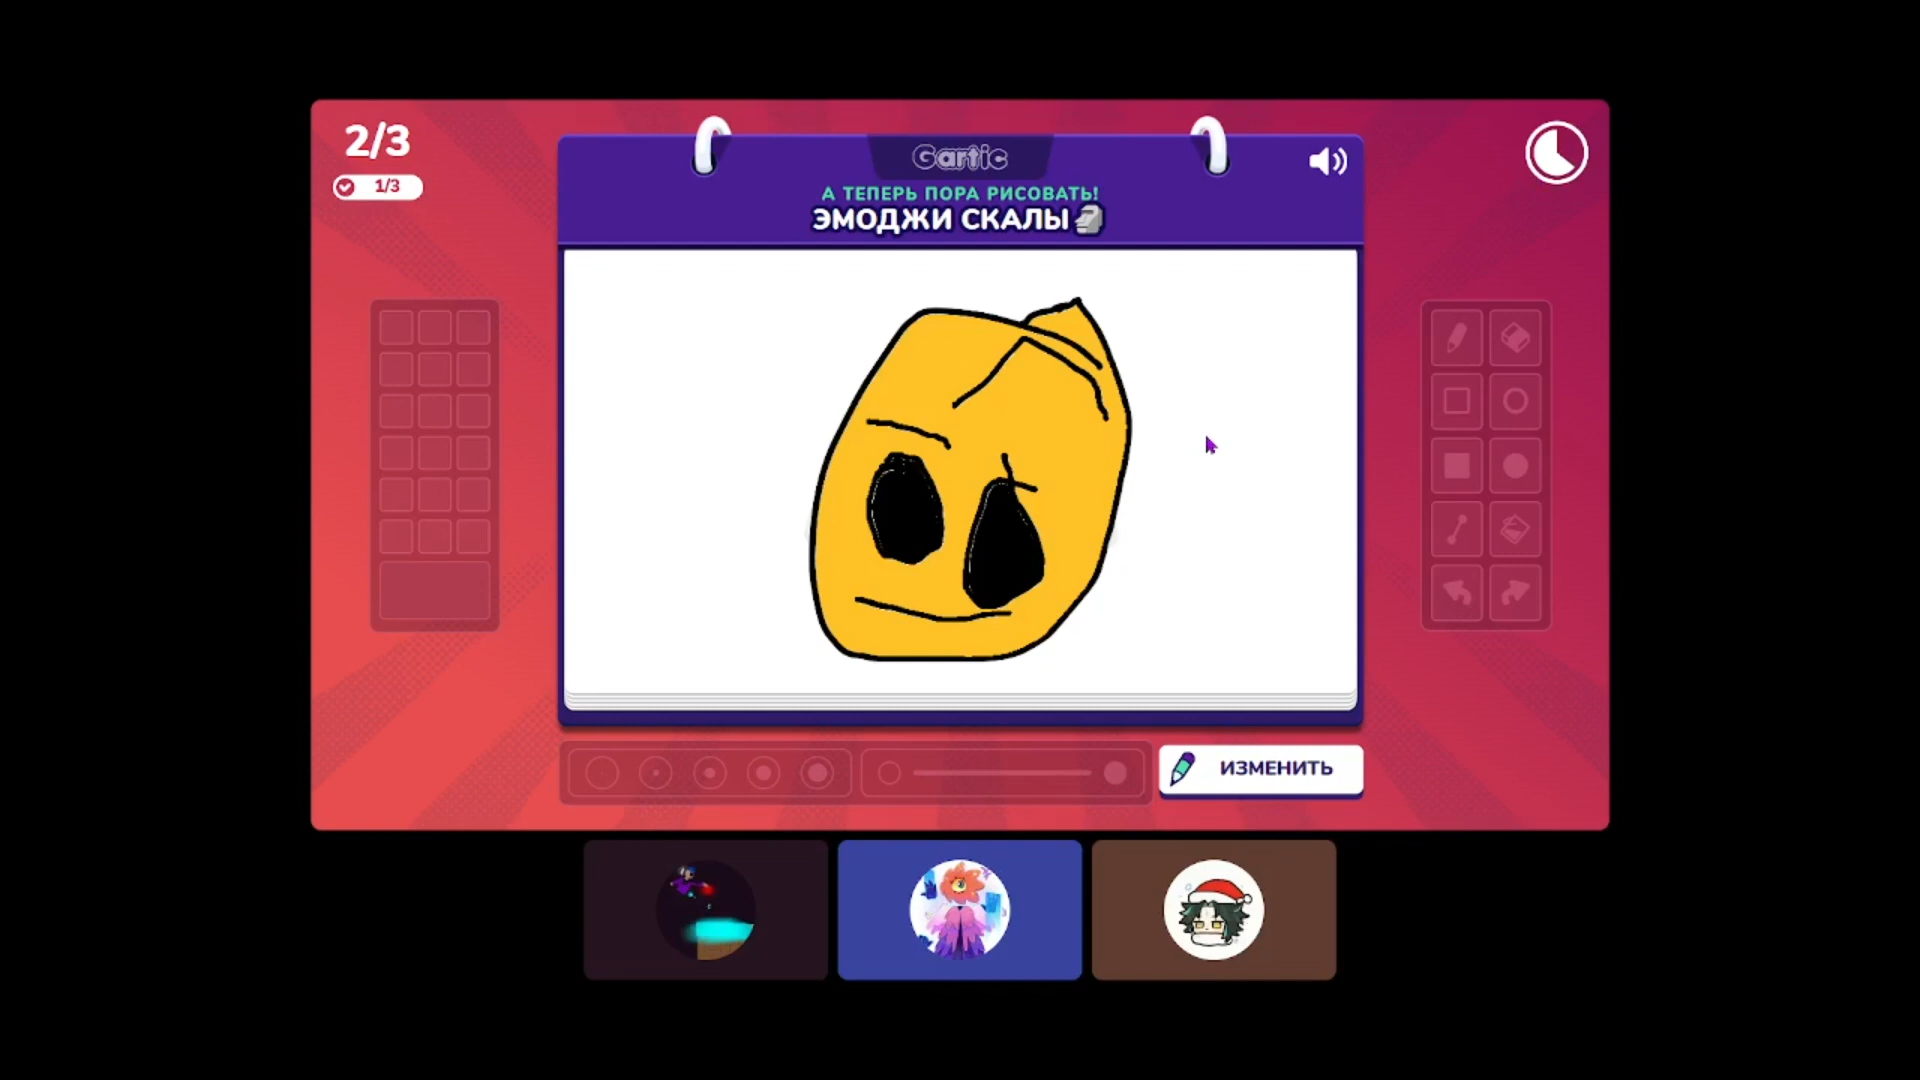 2/3
1/3
Gartic
А ТЕПЕРЬ ПОРА РИСОВАТЬ!
ЭМОДЖИ СКАЛЫ🗿
ИЗМЕНИТЬ